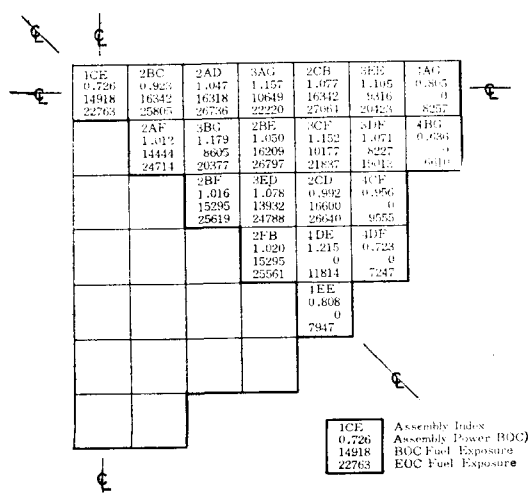 1CE 2BC 2AD 3AG 2CB 3EE 4AG
0.726 0.923 1.047 1.157 1.077 1.105 0.805
14918 16342 16318 10649 16342 9316 0
22763 25805 26736 22220 27064 20423 8257
2AF 3BG 2BE 3CF 3DF 4BG
1.012 1.179 1.050 1.152 1.071 0.636
14444 8605 16209 10177 8227 0
24714 20377 26797 21837 19013 6610
2BF 3ED 2CD 4CF
1.016 1.078 0.992 0.956
15295 13932 16600 0
25619 24788 26640 9555
2FB 4DE 4DF
1.020 1.215 0.723
15295 0 0
25561 11814 7247
4EE
0.808
0
7947
1CE Assembly Index
0.726 Assembly Power BOC)
14918 BOC Fuel Exposure
22763 EOC Fuel Exposure